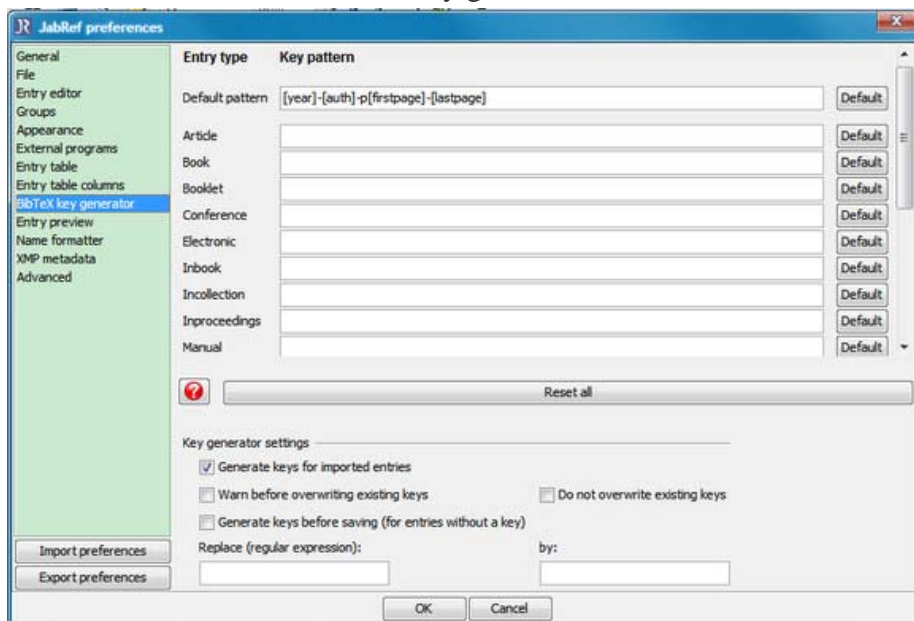 JabRef preferences
General
File
Entry editor
Groups
Appearance
External programs
Entry table
Entry table columns
BibTeX key generator
Entry preview
Name formatter
XMP metadata
Advanced
Import preferences
Export preferences
Entry type Key pattern
Default pattern [year]-[auth]-p[firstpage]-[lastpage] Default
Article Default
Book Default
Booklet Default
Conference Default
Electronic Default
Inbook Default
Incollection Default
Inproceedings Default
Manual Default
Reset all
Key generator settings
Generate keys for imported entries
Warn before overwriting existing keys Do not overwrite existing keys
Generate keys before saving (for entries without a key)
Replace (regular expression): by:
OK Cancel